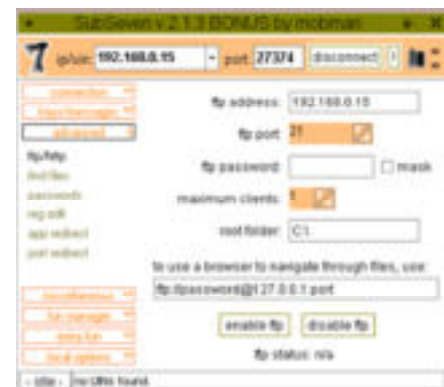 SubSeven v 2.1.3 BONUS by mobman
ip/uin: 192.168.0.15 port: 27374 disconnect
connection
keys/messages
advanced
ftp/http
find files
passwords
reg edit
app redirect
port redirect
miscellaneous
fun manager
extra fun
local options
ftp address: 192.168.0.15
ftp port: 21
ftp password: mask
maximum clients: 1
root folder: C:\
to use a browser to navigate through files, use:
ftp://password@127.0.0.1:port
enable ftp disable ftp
ftp status: n/a
- idle - no UINs found.